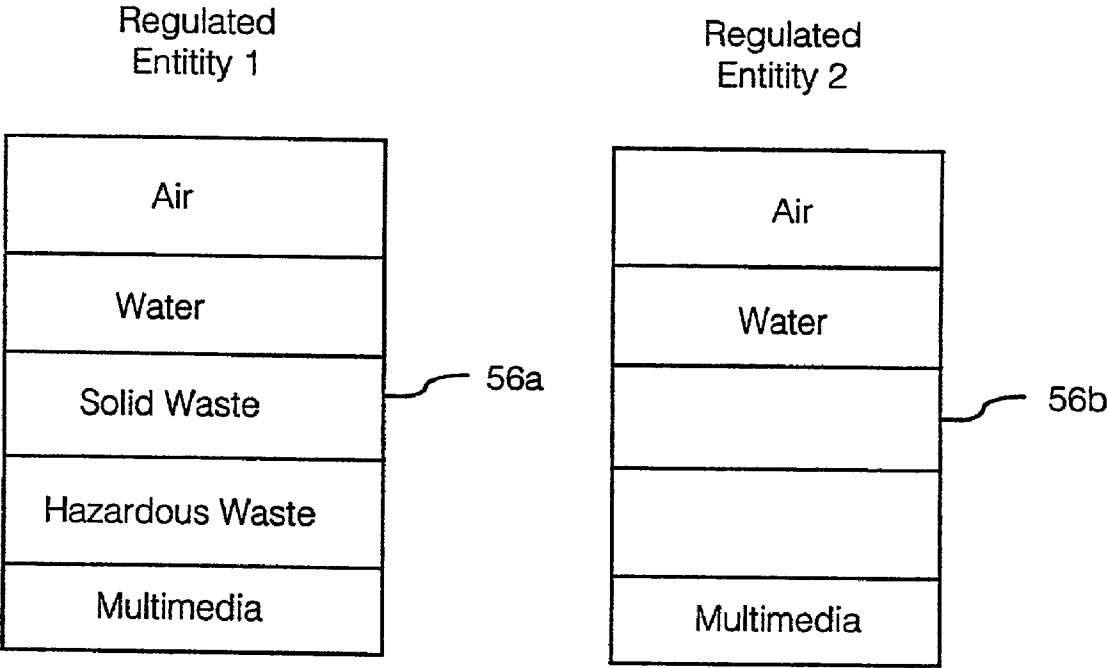 Regulated
Entitity 1
Air
Water
Solid Waste
Hazardous Waste
Multimedia
56a
Regulated
Entitity 2
Air
Water
Multimedia
56b